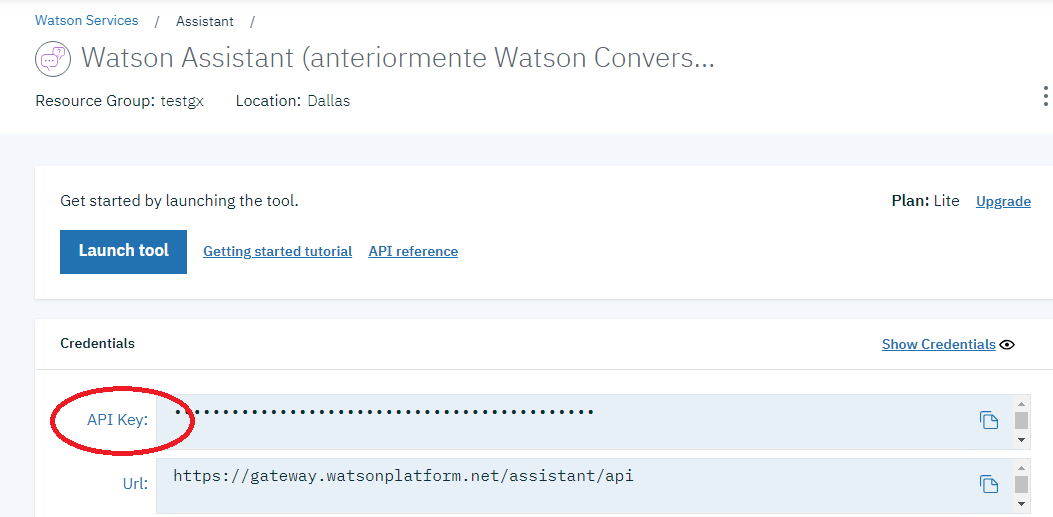 Watson Services / Assistant /
Watson Assistant (anteriormente Watson Convers...
Resource Group: testgx Location: Dallas
Get started by launching the tool.
Plan: Lite Upgrade
Launch tool Getting started tutorial API reference
Credentials Show Credentials
API Key: ••••••••••••••••••••••••••••••••••••••••••••
Url: https://gateway.watsonplatform.net/assistant/api